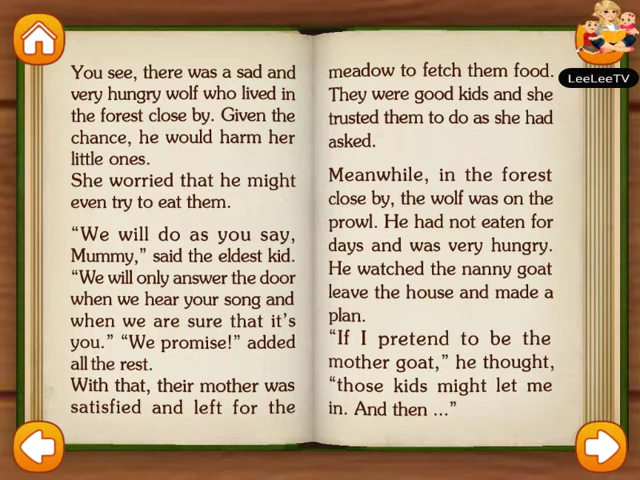 You see, there was a sad and
very hungry wolf who lived in
the forest close by. Given the
chance, he would harm her
little ones.
She worried that he might
even try to eat them.
“We will do as you say,
Mummy,” said the eldest kid.
“We will only answer the door
when we hear your song and
when we are sure that it’s
you.” “We promise!” added
all the rest.
With that, their mother was
satisfied and left for the
meadow to fetch them food.
They were good kids and she
trusted them to do as she had
asked.
Meanwhile, in the forest
close by, the wolf was on the
prowl. He had not eaten for
days and was very hungry.
He watched the nanny goat
leave the house and made a
plan.
“If I pretend to be the
mother goat,” he thought,
“those kids might let me
in. And then ...”
LeeLeeTV